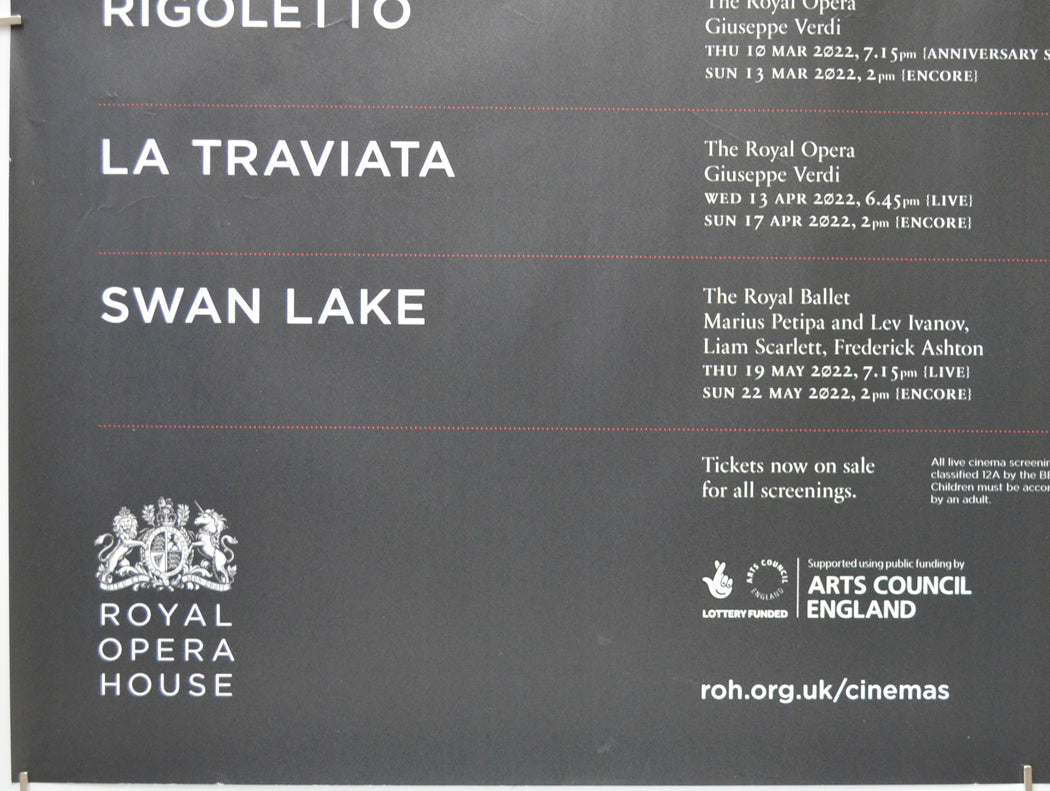 RIGOLETTO
The Royal Opera
Giuseppe Verdi
THU 10 MAR 2022, 7.15pm {ANNIVERSARY
SUN 13 MAR 2022, 2pm {ENCORE}
LA TRAVIATA
The Royal Opera
Giuseppe Verdi
WED 13 APR 2022, 6.45pm {LIVE}
SUN 17 APR 2022, 2pm {ENCORE}
SWAN LAKE
The Royal Ballet
Marius Petipa and Lev Ivanov,
Liam Scarlett, Frederick Ashton
THU 19 MAY 2022, 7.15pm {LIVE}
SUN 22 MAY 2022, 2pm {ENCORE}
Tickets now on sale
for all screenings.
All live cinema
classified 12A by the
Children must be
by an adult.
ROYAL
OPERA
HOUSE
LOTTERY FUNDED
ARTS COUNCIL
ENGLAND
Supported using public funding by
ARTS COUNCIL
ENGLAND
roh.org.uk/cinemas